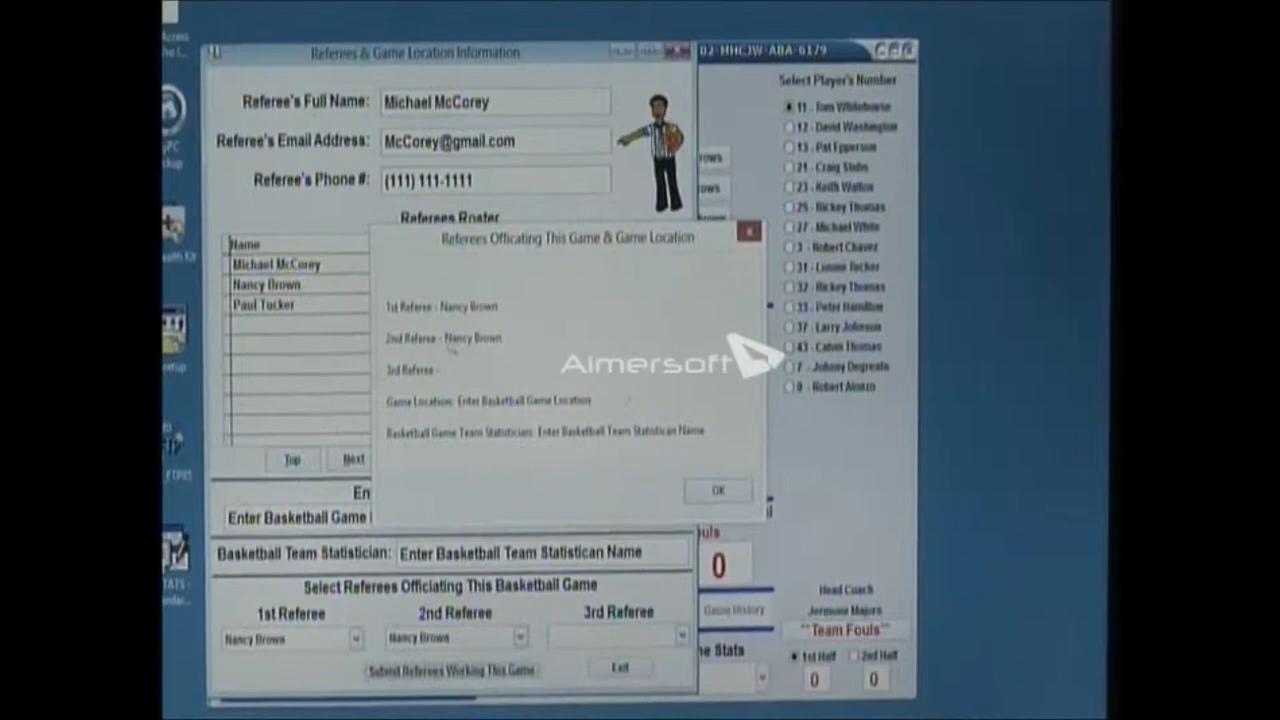 Referees & Game Location Information
02-MHCJW-ABA-6179
Referee's Full Name: Michael McCorey
Referee's Email Address: McCorey@gmail.com
Referee's Phone #: (111) 111-1111
Referees Roster
Name
Michael McCorey
Nancy Brown
Paul Tucker
Top
Next
Referees Officating This Game & Game Location
1st Referee - Nancy Brown
2nd Referee - Nancy Brown
3rd Referee -
Game Location: Enter Basketball Game Location
Basketball Game Team Statistician: Enter Basketball Team Statistican Name
OK
Aimersoft
Enter Basketball Game
Basketball Team Statistician: Enter Basketball Team Statistican Name
Select Referees Officiating This Basketball Game
1st Referee 2nd Referee 3rd Referee
Nancy Brown Nancy Brown
Submit Referees Working This Game Exit
Select Player's Number
11 - Tom Whitehouse
12 - David Washington
13 - Pat Epperson
21 - Craig
23 - Keith Walton
25 - Rickey Thomas
27 - Michael White
3 - Robert Chavez
31 - Tucker
32 - Rickey Thomas
33 - Peter Hamilton
37 - Larry Johnson
43 - Calvin Thomas
7 - Johnny
9 - Robert Alonzo
0
Game History
Stats
Head Coach
Jermaine Majors
**Team Fouls**
1st Half 2nd Half
0 0